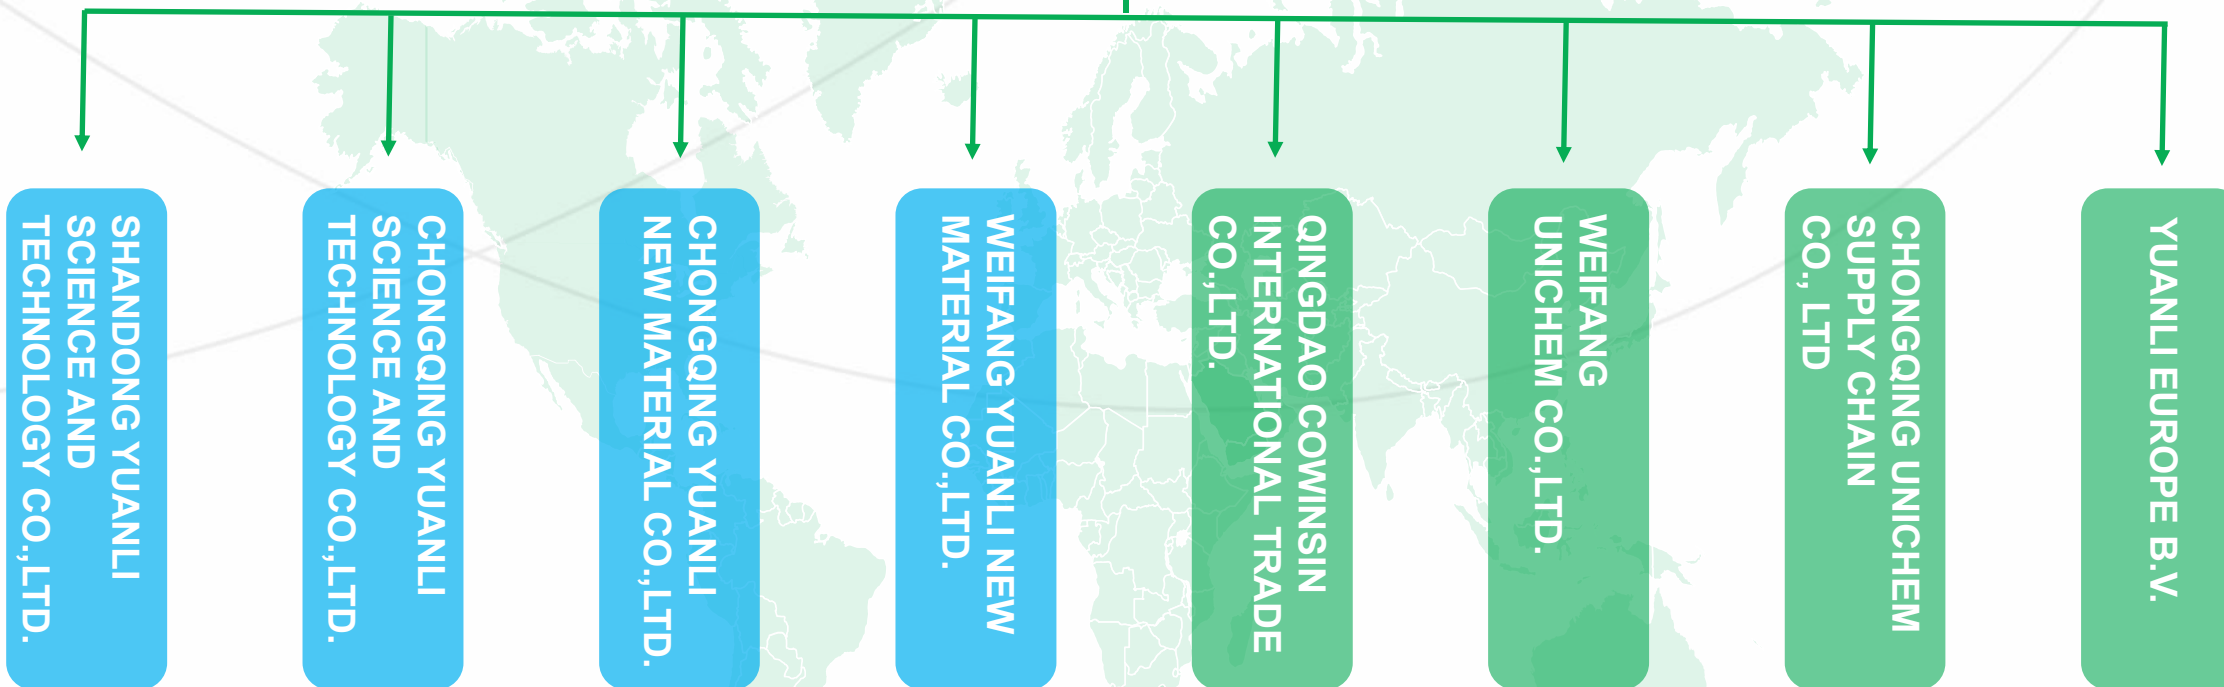 SHANDONG YUANLI
SCIENCE AND
TECHNOLOGY CO.,LTD.
CHONGQING YUANLI
SCIENCE AND
TECHNOLOGY CO.,LTD.
CHONGQING YUANLI
NEW MATERIAL CO.,LTD.
WEIFANG YUANLI NEW
MATERIAL CO.,LTD.
QINGDAO COWINSIN
INTERNATIONAL TRADE
CO.,LTD.
WEIFANG
UNICHEM CO.,LTD.
CHONGQING UNICHEM
SUPPLY CHAIN
CO., LTD
YUANLI EUROPE B.V.